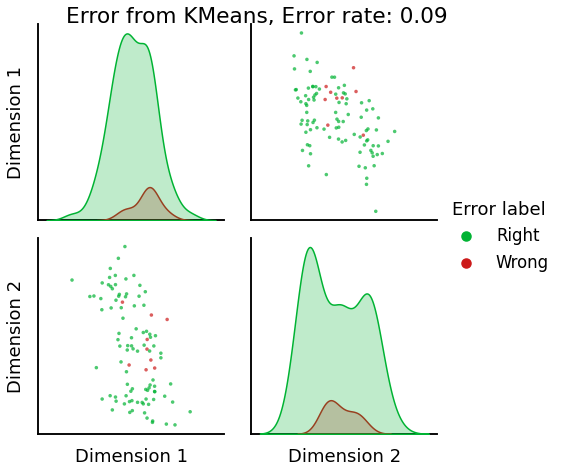 Error from KMeans, Error rate: 0.09
Dimension 1
Dimension 2
Dimension 1
Dimension 2
Error label
Right
Wrong